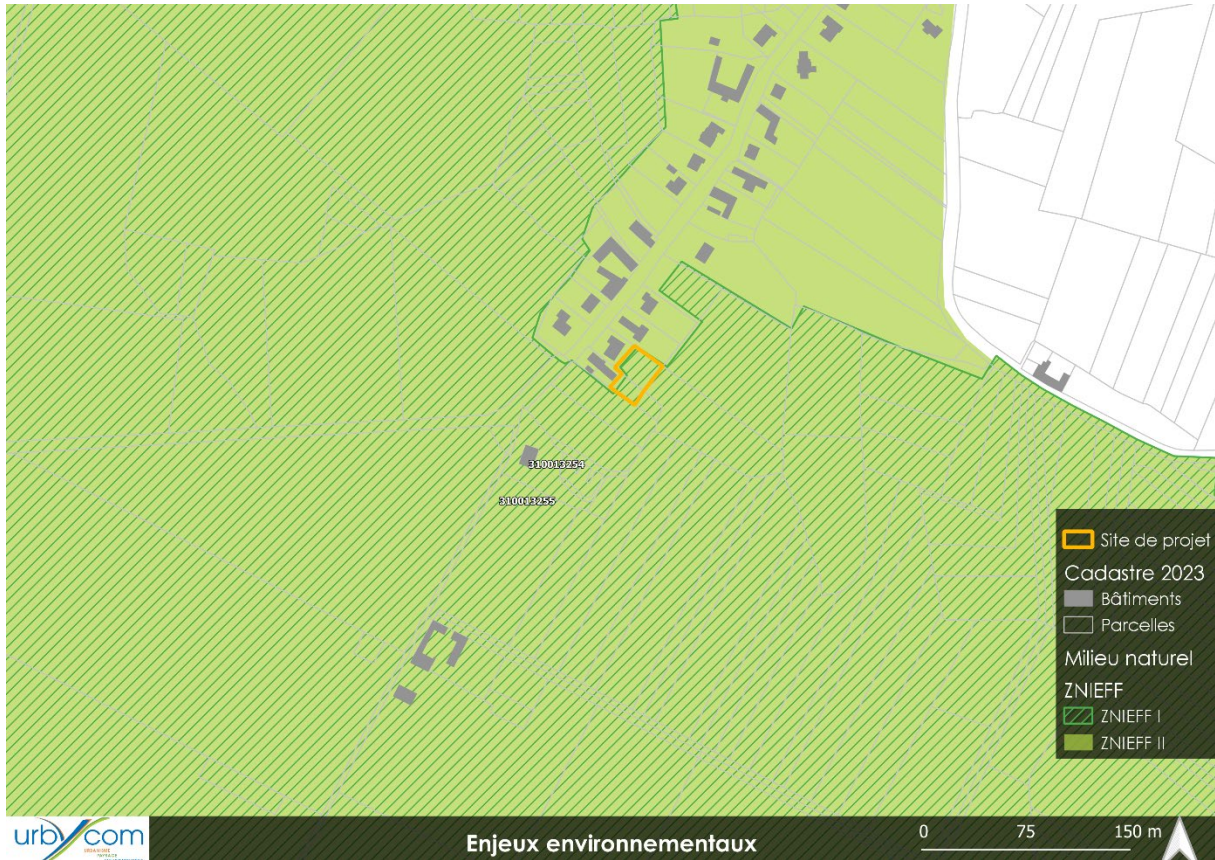 310013254
310013255
Site de projet
Cadastre 2023
Bâtiments
Parcelles
Milieu naturel
ZNIEFF
ZNIEFF I
ZNIEFF II
urbycom
Enjeux environnementaux
0 75 150 m